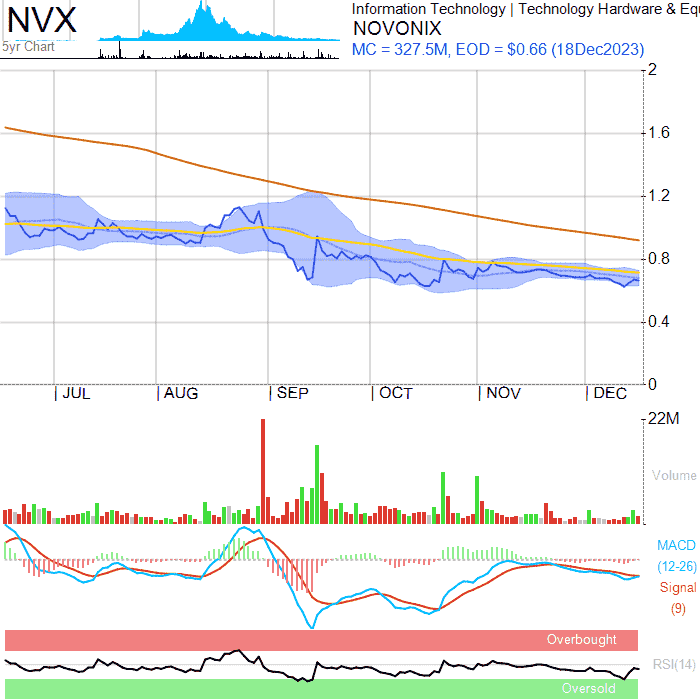 NVX
5yr Chart
Information Technology | Technology Hardware & Equ
NOVONIX
MC = 327.5M, EOD = $0.66 (18Dec2023)
2
1.6
1.2
0.8
0.4
0
| JUL | AUG | SEP | OCT | NOV | DEC
22M
Volume
MACD
(12-26)
Signal
(9)
Overbought
RSI(14)
Oversold